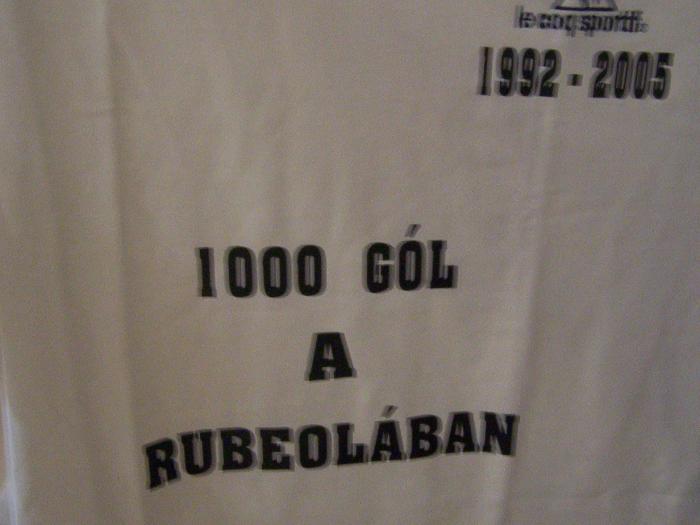 le coq sportif
1992-2005
1000 GÓL
A
RUBEOLÁBAN